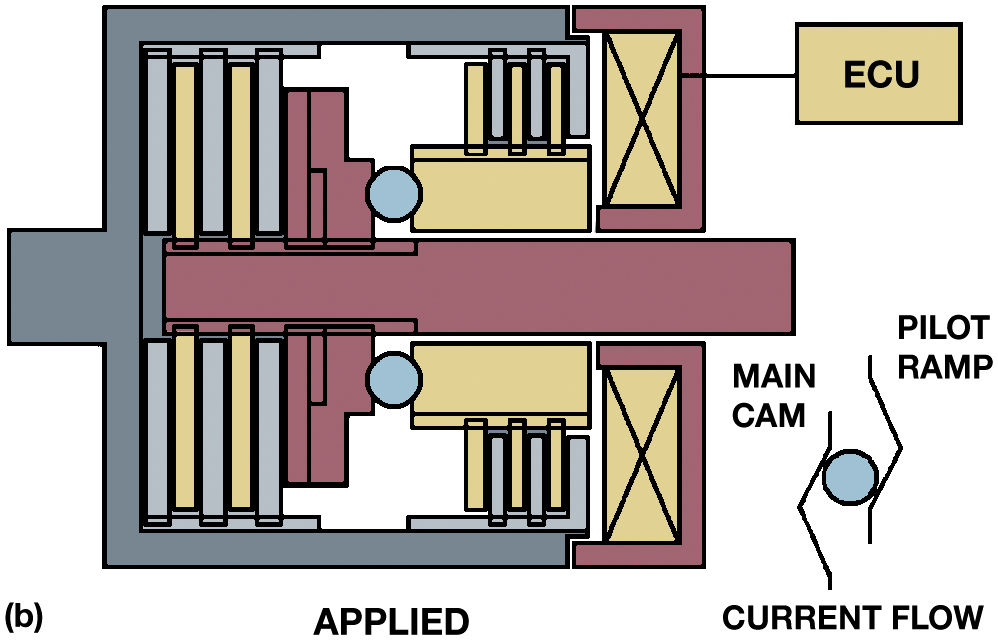 ECU
PILOT
RAMP
MAIN
CAM
(b)
APPLIED
CURRENT FLOW